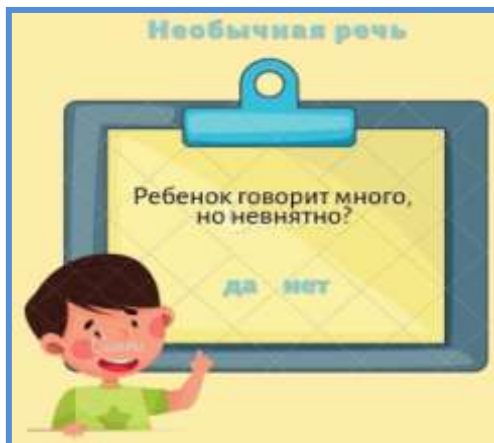 Необычная речь
Ребенок говорит много,
но невнятно?
да нет